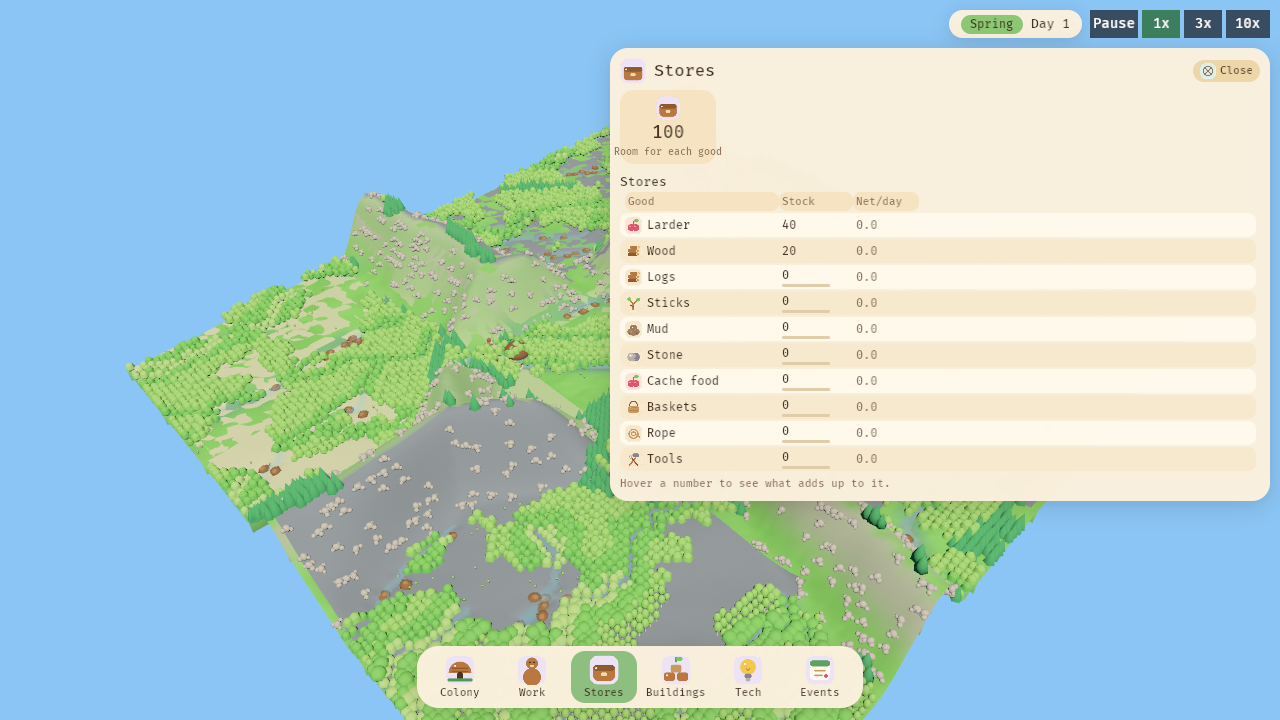 Spring Day 1 Pause 1x 3x 10x
Stores Close
100
Room for each good
Stores
Good Stock Net/day
Larder 40 0.0
Wood 20 0.0
Logs 0 0.0
Sticks 0 0.0
Mud 0 0.0
Stone 0 0.0
Cache food 0 0.0
Baskets 0 0.0
Rope 0 0.0
Tools 0 0.0
Hover a number to see what adds up to it.
Colony Work Stores Buildings Tech Events